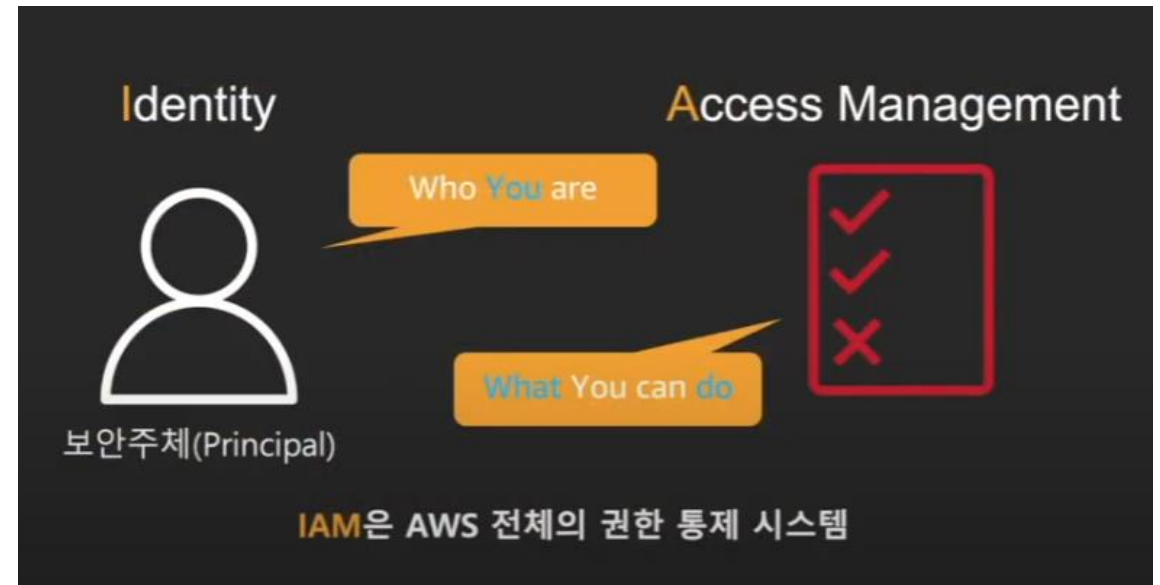 Identity
Access Management
Who You are
What You can do
보안주체(Principal)
IAM은 AWS 전체의 권한 통제 시스템